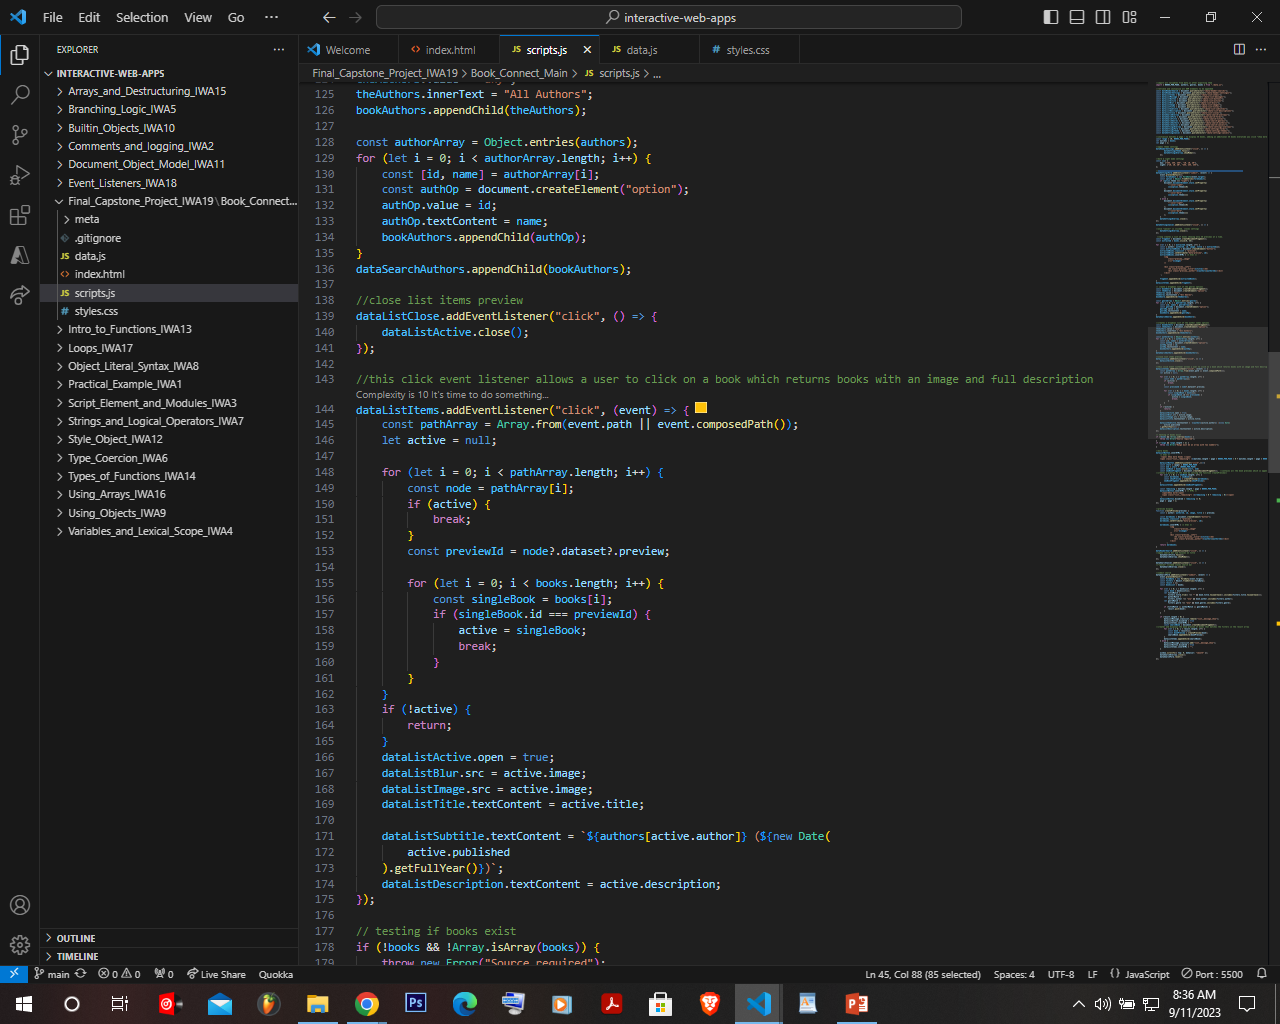 File Edit Selection View Go ··· interactive-web-apps
EXPLORER ···
INTERACTIVE-WEB-APPS
Arrays_and_Destructuring_IWA15
Branching_Logic_IWA5
Builtin_Objects_IWA10
Comments_and_logging_IWA2
Document_Object_Model_IWA11
Event_Listeners_IWA18
Final_Capstone_Project_IWA19\Book_Connect...
meta
.gitignore
JS data.js
<> index.html
JS scripts.js
# styles.css
Intro_to_Functions_IWA13
Loops_IWA17
Object_Literal_Syntax_IWA8
Practical_Example_IWA1
Script_Element_and_Modules_IWA3
Strings_and_Logical_Operators_IWA7
Style_Object_IWA12
Type_Coercion_IWA6
Types_of_Functions_IWA14
Using_Arrays_IWA16
Using_Objects_IWA9
Variables_and_Lexical_Scope_IWA4
OUTLINE
TIMELINE
Welcome <> index.html JS scripts.js JS data.js # styles.css
Final_Capstone_Project_IWA19 > Book_Connect_Main > JS scripts.js > ...
125 theAuthors.innerText = "All Authors";
126 bookAuthors.appendChild(theAuthors);
127
128 const authorArray = Object.entries(authors);
129 for (let i = 0; i < authorArray.length; i++) {
130 const [id, name] = authorArray[i];
131 const authOp = document.createElement("option");
132 authOp.value = id;
133 authOp.textContent = name;
134 bookAuthors.appendChild(authOp);
135 }
136 dataSearchAuthors.appendChild(bookAuthors);
137
138 //close list items preview
139 dataListClose.addEventListener("click", () => {
140 dataListActive.close();
141 });
142
143 //this click event listener allows a user to click on a book which returns books with an image and full description
Complexity is 10 It's time to do something...
144 dataListItems.addEventListener("click", (event) => {
145 const pathArray = Array.from(event.path || event.composedPath());
146 let active = null;
147
148 for (let i = 0; i < pathArray.length; i++) {
149 const node = pathArray[i];
150 if (active) {
151 break;
152 }
153 const previewId = node?.dataset?.preview;
154
155 for (let i = 0; i < books.length; i++) {
156 const singleBook = books[i];
157 if (singleBook.id === previewId) {
158 active = singleBook;
159 break;
160 }
161 }
162 }
163 if (!active) {
164 return;
165 }
166 dataListActive.open = true;
167 dataListBlur.src = active.image;
168 dataListImage.src = active.image;
169 dataListTitle.textContent = active.title;
170
171 dataListSubtitle.textContent = `${authors[active.author]} (${new Date(
172 active.published
173 ).getFullYear()})`;
174 dataListDescription.textContent = active.description;
175 });
176
177 // testing if books exist
178 if (!books && !Array.isArray(books)) {
179 throw new Error("Source required");
main 0 0 0 Live Share Quokka Ln 45, Col 88 (85 selected) Spaces: 4 UTF-8 LF {} JavaScript Port : 5500
Ps
8:36 AM
9/11/2023